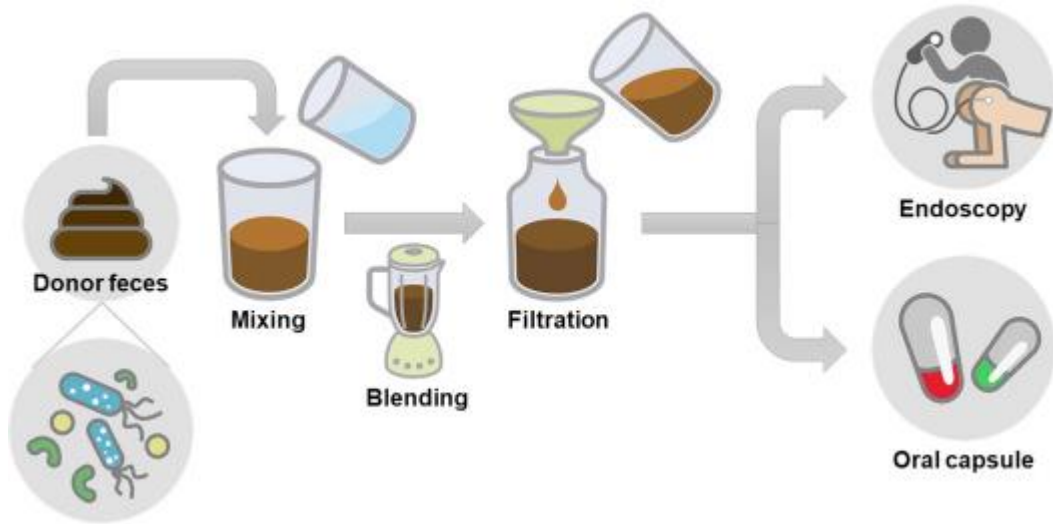 Donor feces
Mixing
Blending
Filtration
Endoscopy
Oral capsule